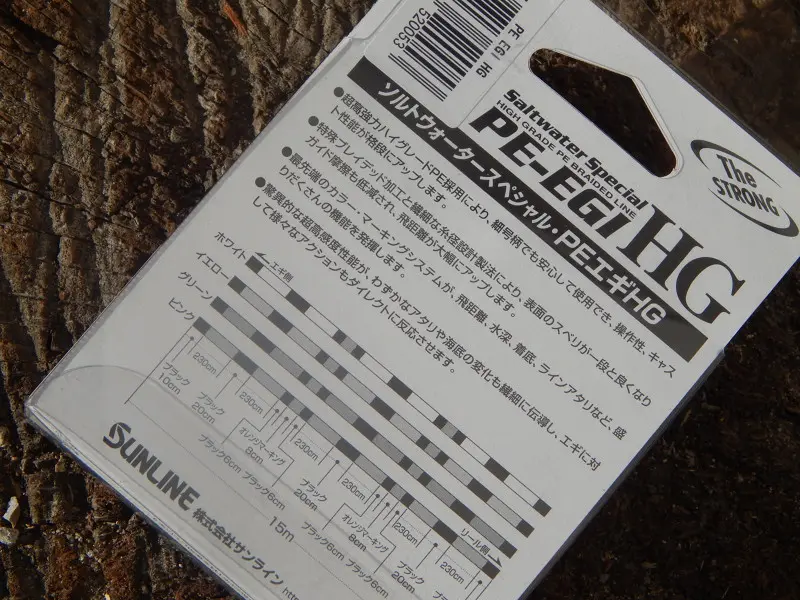 520053
PE EGI HG
Saltwater Special
HIGH GRADE PE BRAIDED LINE
PE-EGI HG
The
STRONG
ソルトウォータースペシャル・PEエギHG
●超高強力ハイグレードPE採用により、細号柄でも安心して使用でき、操作性、キャス
ト性能が格段にアップします。
●特殊ブレイデッド加工と繊細な糸径設計製法により、表面のスベリが一段と良くなり
ガイド摩擦も低減され、飛距離が大幅にアップします。
●最先端のカラー・マーキングシステムが、飛距離、水深、着底、ラインアタリなど、盛
りだくさんの機能を発揮します。
●驚異的な超高感度性能が、わずかなアタリや海底の変化も繊細に伝導し、エギに対
して様々なアクションもダイレクトに反応させます。
ホワイト
イエロー
グリーン
ピンク
エギ側
リール側
230cm
230cm
230cm
230cm
230cm
230cm
ブラック
10cm
ブラック
20cm
オレンジマーキング
8cm
ブラック
20cm
オレンジマーキング
8cm
ブラック
20cm
ブラック
ブラック6cm
ブラック6cm
ブラック6cm
ブラック6cm
15m
SUNLINE
株式会社サンライン